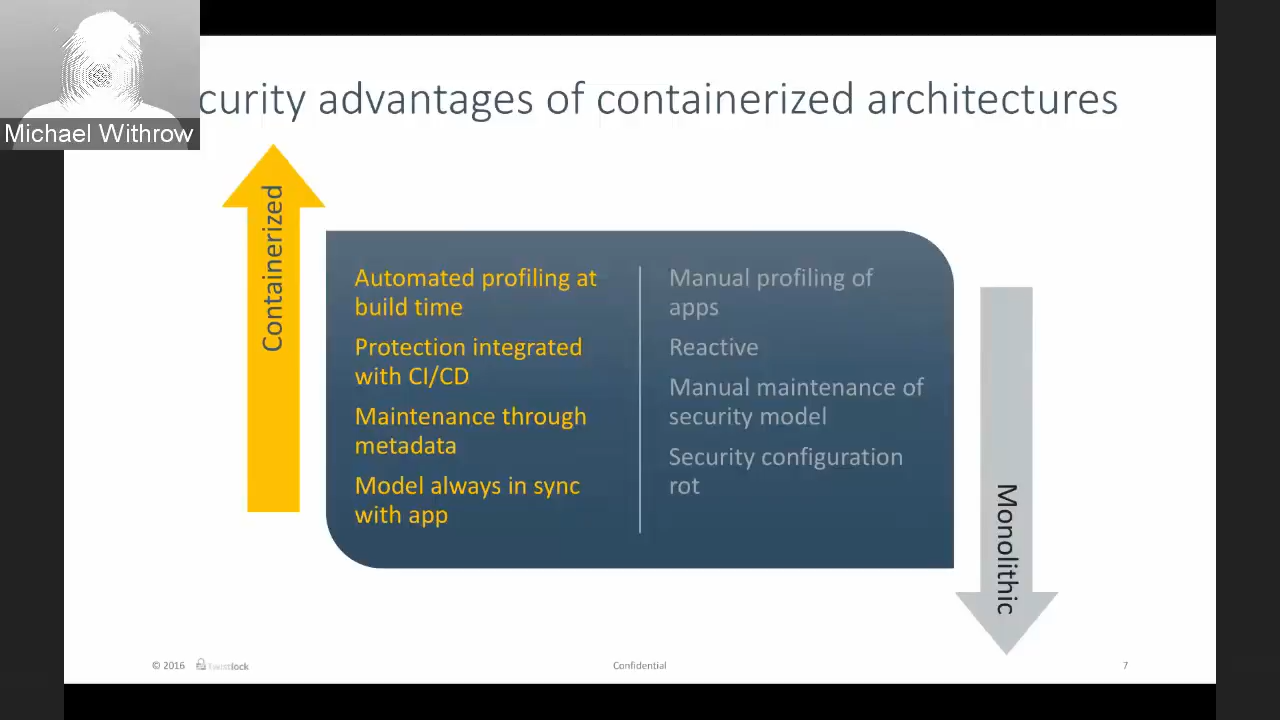 Michael Withrow
curity advantages of containerized architectures
Containerized
Automated profiling at
build time
Protection integrated
with CI/CD
Maintenance through
metadata
Model always in sync
with app
Manual profiling of
apps
Reactive
Manual maintenance of
security model
Security configuration
rot
Monolithic
© 2016
Twistlock
Confidential
7